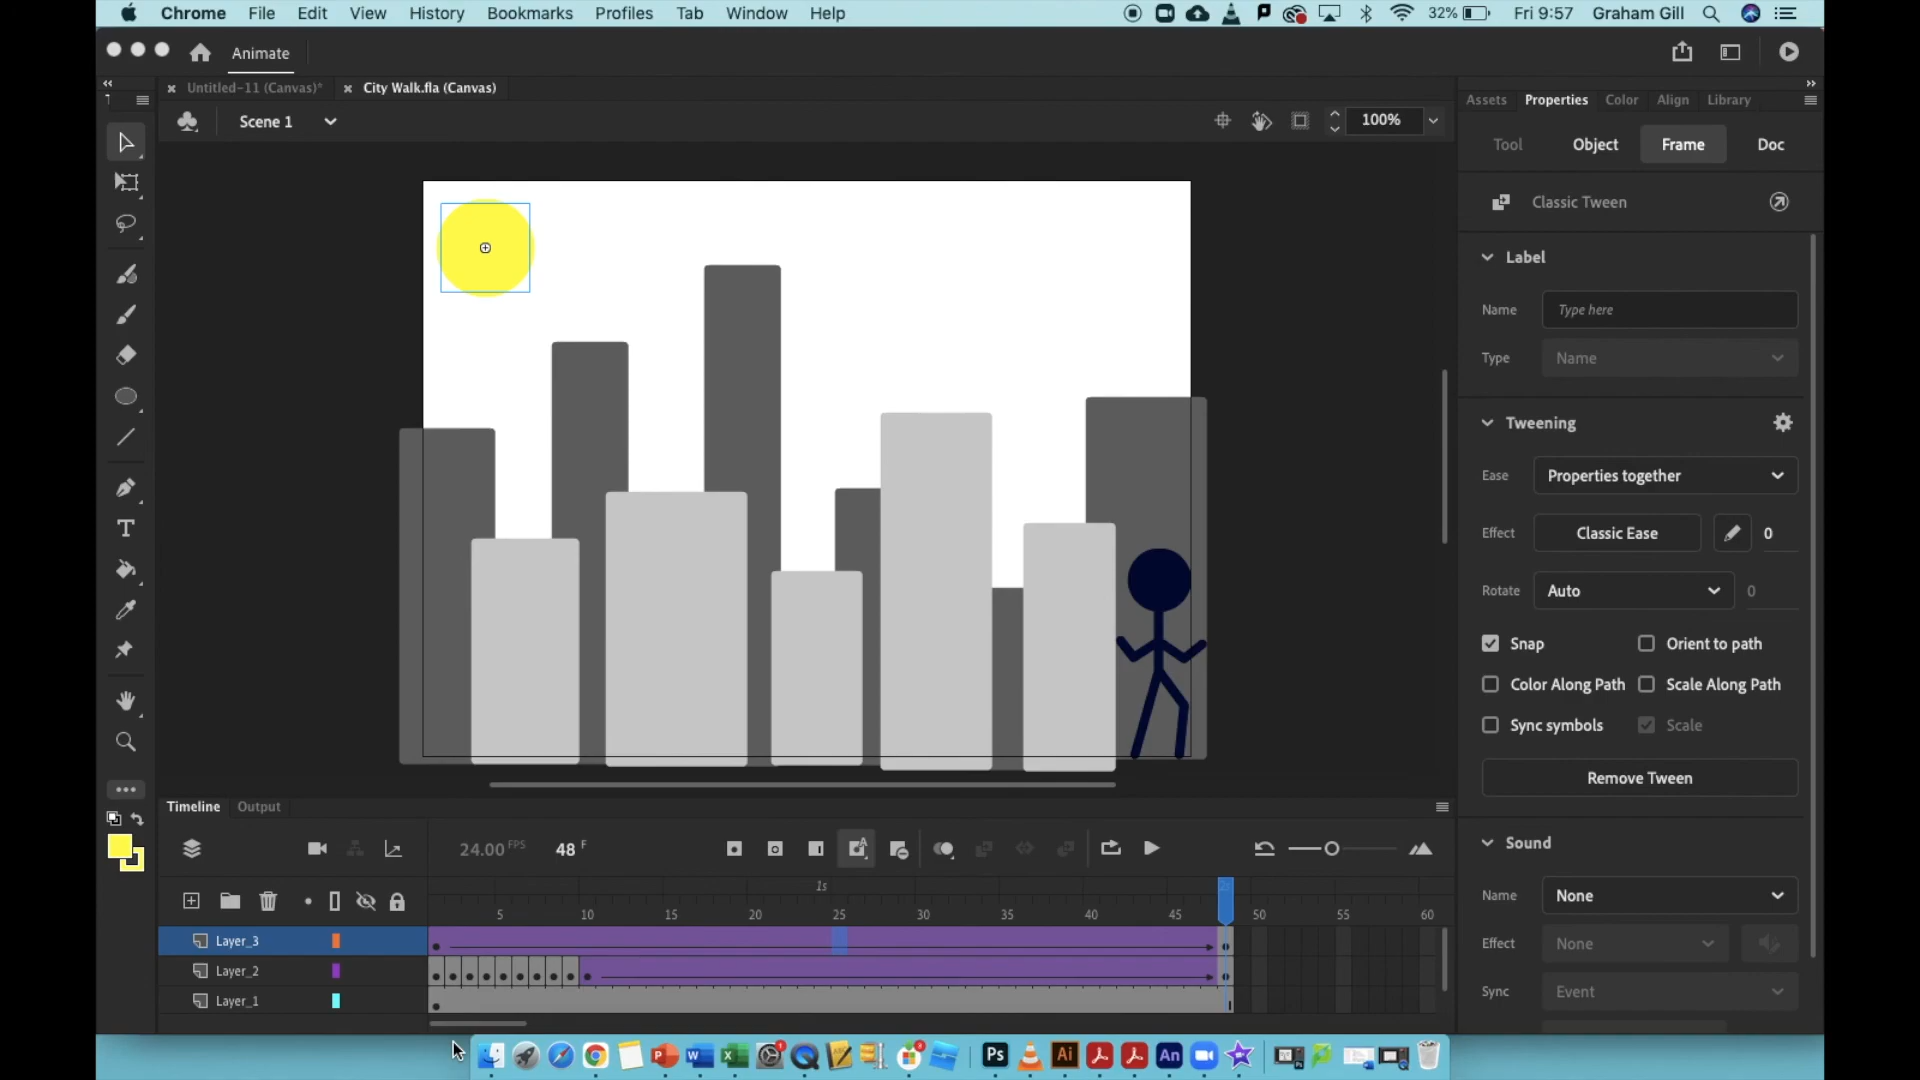 Chrome File Edit View History Bookmarks Profiles Tab Window Help 32% Fri 9:57 Graham Gill
Animate
Untitled-11 (Canvas)* City Walk.fla (Canvas)
Scene 1 100%
Assets Properties Color Align Library
Tool Object Frame Doc
Classic Tween
Label
Name Type here
Type Name
Tweening
Ease Properties together
Effect Classic Ease 0
Rotate Auto 0
Snap Orient to path
Color Along Path Scale Along Path
Sync symbols Scale
Remove Tween
Sound
Name None
Effect None
Sync Event
Timeline Output
24.00 FPS 48 F
1s 2s
5 10 15 20 25 30 35 40 45 50 55 60
Layer_3
Layer_2
Layer_1
Ps Ai An